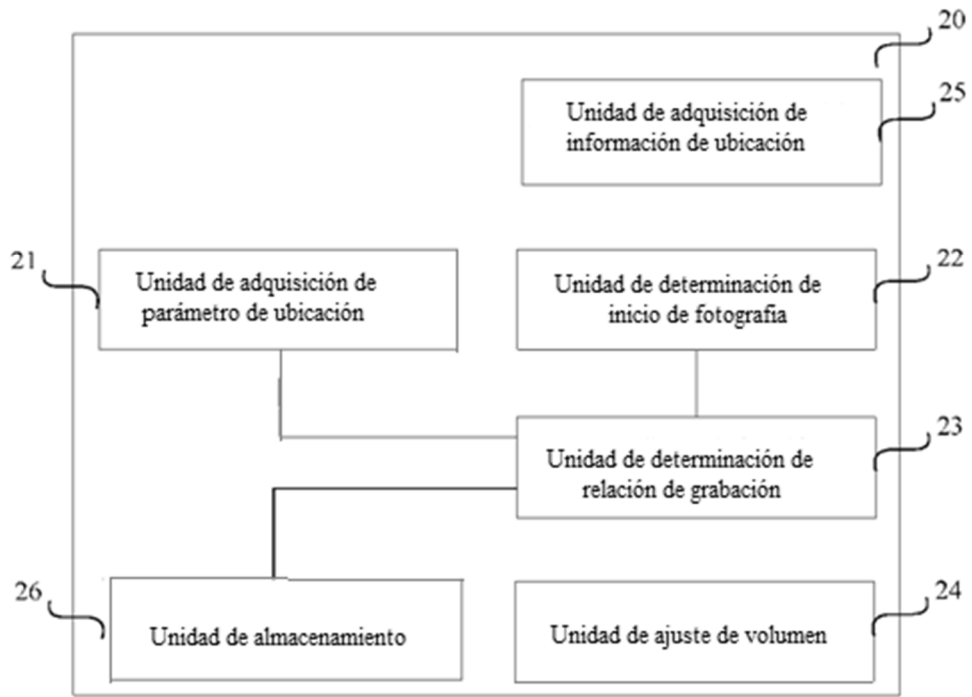 20
25
Unidad de adquisición de
información de ubicación
21
Unidad de adquisición de
parámetro de ubicación
22
Unidad de determinación de
inicio de fotografía
23
Unidad de determinación de
relación de grabación
26
Unidad de almacenamiento
24
Unidad de ajuste de volumen